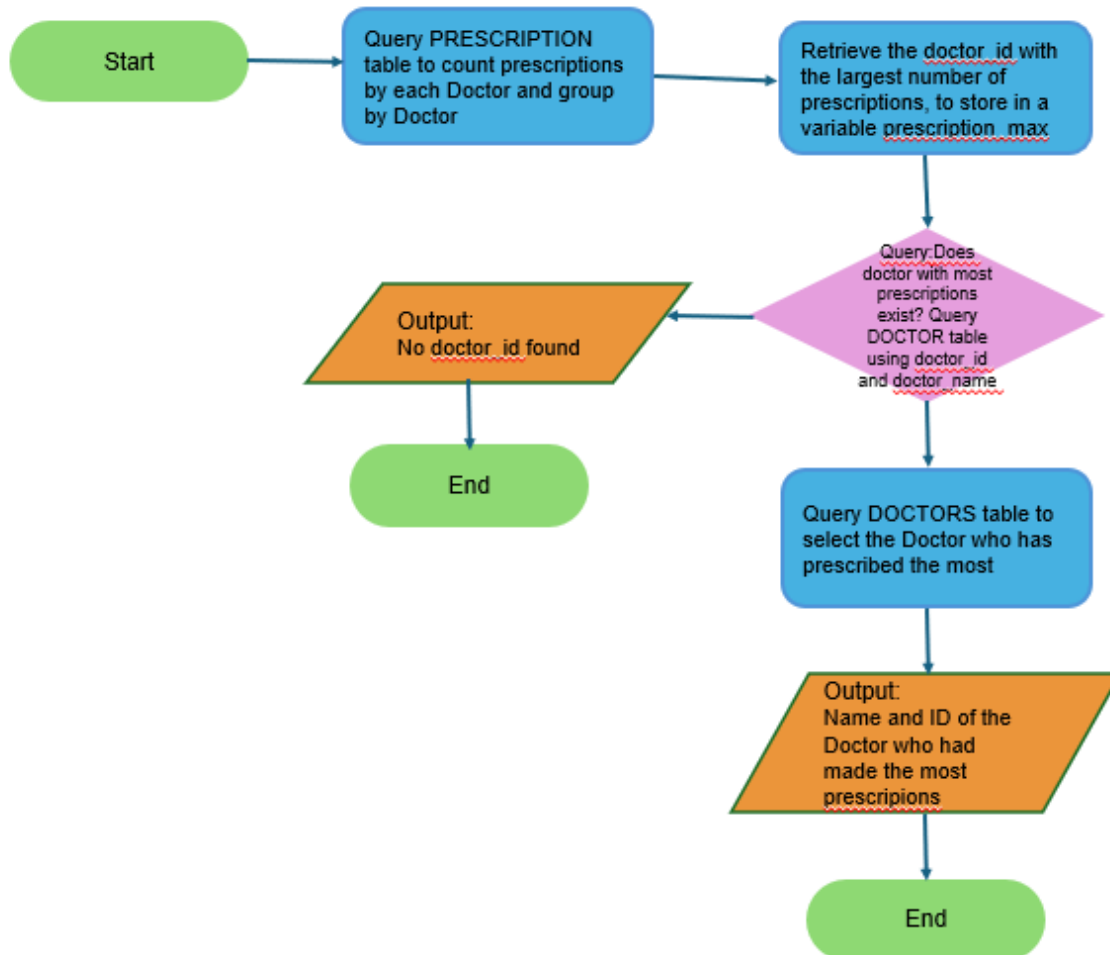 Start
Query PRESCRIPTION
table to count prescriptions
by each Doctor and group
by Doctor
Retrieve the doctor_id with
the largest number of
prescriptions, to store in a
variable prescription_max
Query:Does
doctor with most
prescriptions
exist? Query
DOCTOR table
using doctor_id
and doctor_name
Output:
No doctor_id found
End
Query DOCTORS table to
select the Doctor who has
prescribed the most
Output:
Name and ID of the
Doctor who had
made the most
prescripions
End